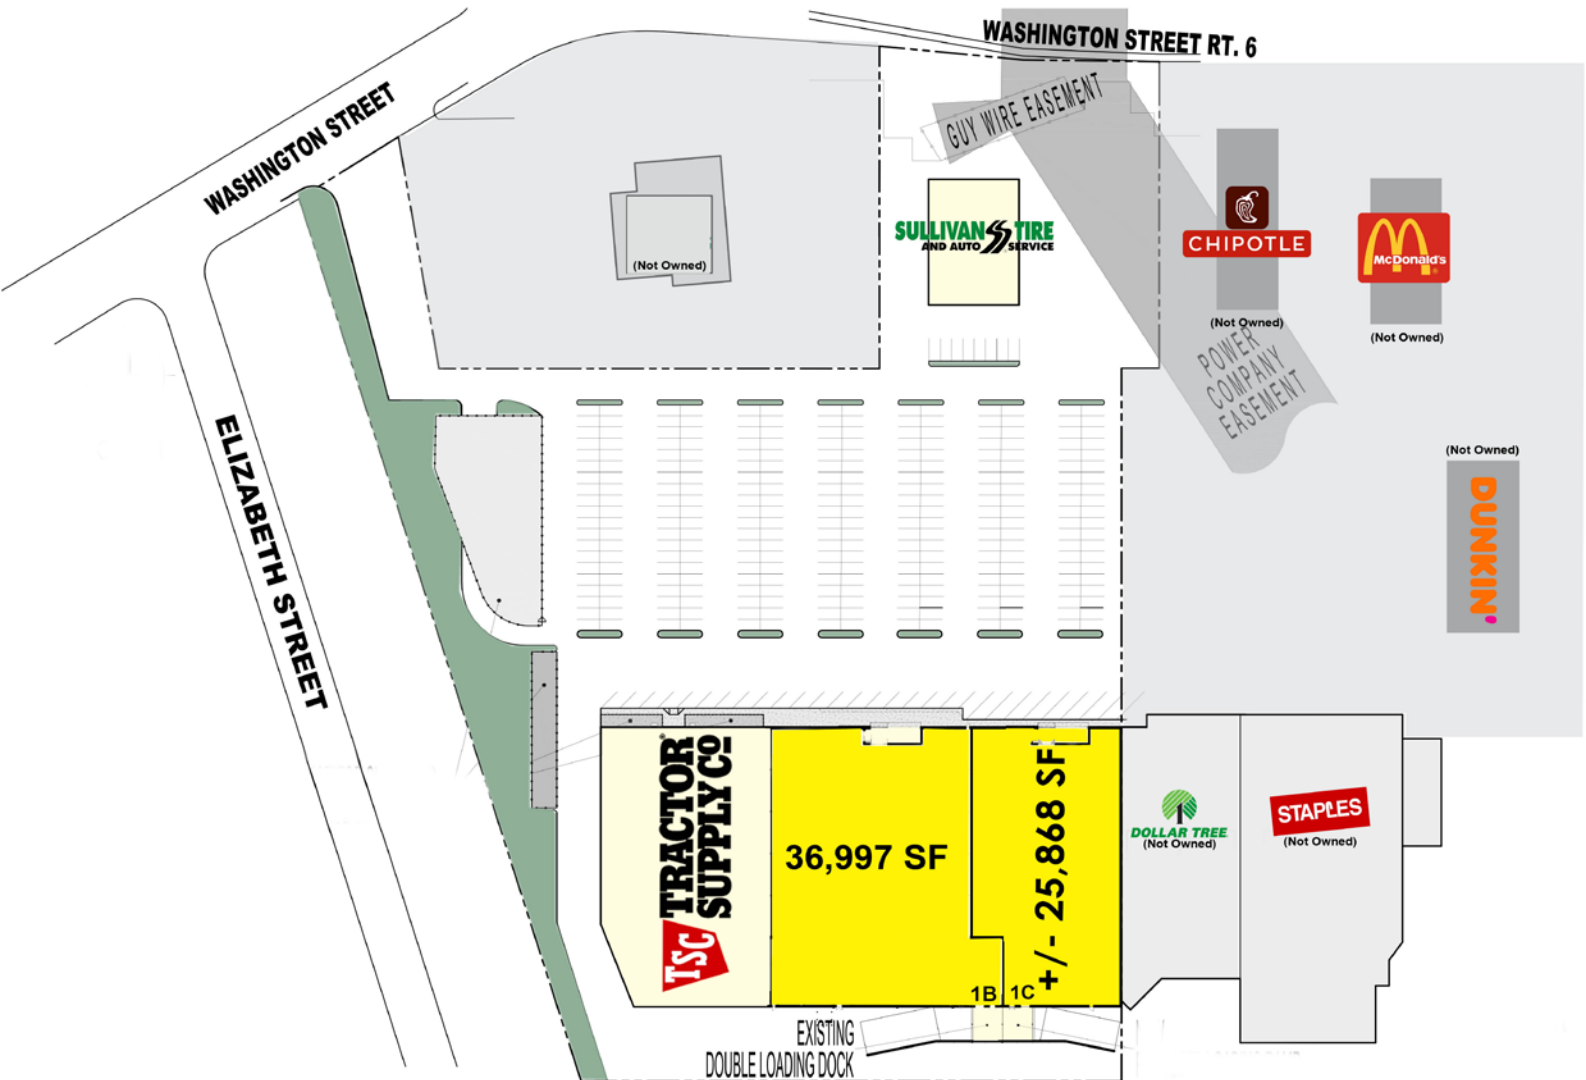 WASHINGTON STREET RT. 6
WASHINGTON STREET
GUY WIRE EASEMENT
(Not Owned)
SULLIVAN TIRE
AND AUTO SERVICE
CHIPOTLE
(Not Owned)
McDonald's
(Not Owned)
POWER
COMPANY
EASEMENT
ELIZABETH STREET
(Not Owned)
DUNKIN'
TSC TRACTOR
SUPPLY CO
36,997 SF
+/- 25,868 SF
DOLLAR TREE
(Not Owned)
STAPLES
(Not Owned)
1B
1C
EXISTING
DOUBLE LOADING DOCK